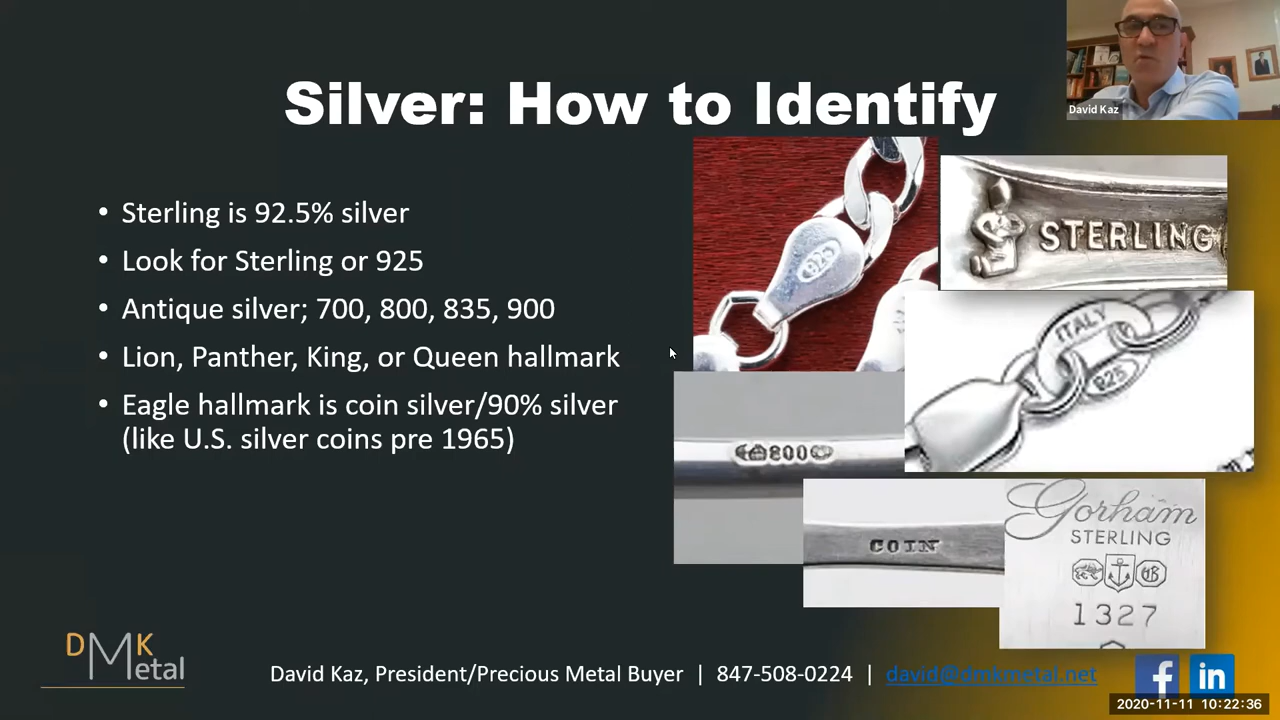 David Kaz
Silver: How to Identify
• Sterling is 92.5% silver
• Look for Sterling or 925
• Antique silver; 700, 800, 835, 900
• Lion, Panther, King, or Queen hallmark
• Eagle hallmark is coin silver/90% silver
(like U.S. silver coins pre 1965)
925
STERLING
ITALY
925
800
COIN
Gorham
STERLING
1327
DMK
Metal
David Kaz, President/Precious Metal Buyer | 847-508-0224 | david@dmkmetal.net
f
in
2020-11-11 10:22:36